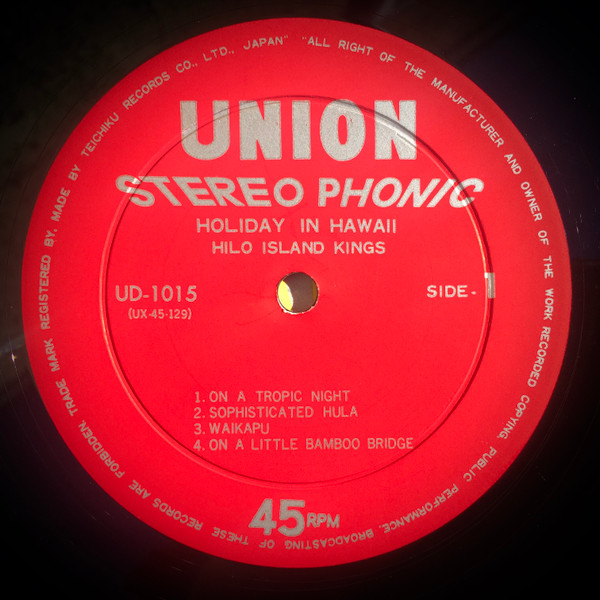 TRADE MARK REGISTERED BY. MADE BY TEICHIKU RECORDS CO., LTD., JAPAN" "ALL RIGHT OF THE MANUFACTURER AND OWNER OF THE WORK RECORDED COPYING, PUBLIC PERFORMANCE, BROADCASTING OF THESE RECORDS ARE FORBIDDEN
UNION
STEREO PHONIC
HOLIDAY IN HAWAII
HILO ISLAND KINGS
UD-1015
(UX-45-129)
SIDE-1
1. ON A TROPIC NIGHT
2. SOPHISTICATED HULA
3. WAIKAPU
4. ON A LITTLE BAMBOO BRIDGE
45RPM